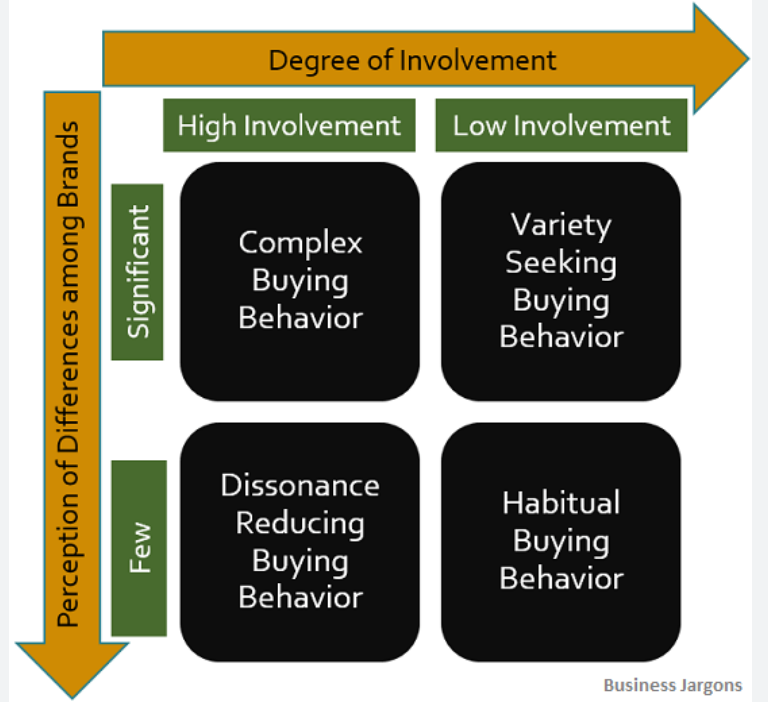 Degree of Involvement
High Involvement
Low Involvement
Perception of Differences among Brands
Significant
Complex
Buying
Behavior
Variety
Seeking
Buying
Behavior
Few
Dissonance
Reducing
Buying
Behavior
Habitual
Buying
Behavior
Business Jargons